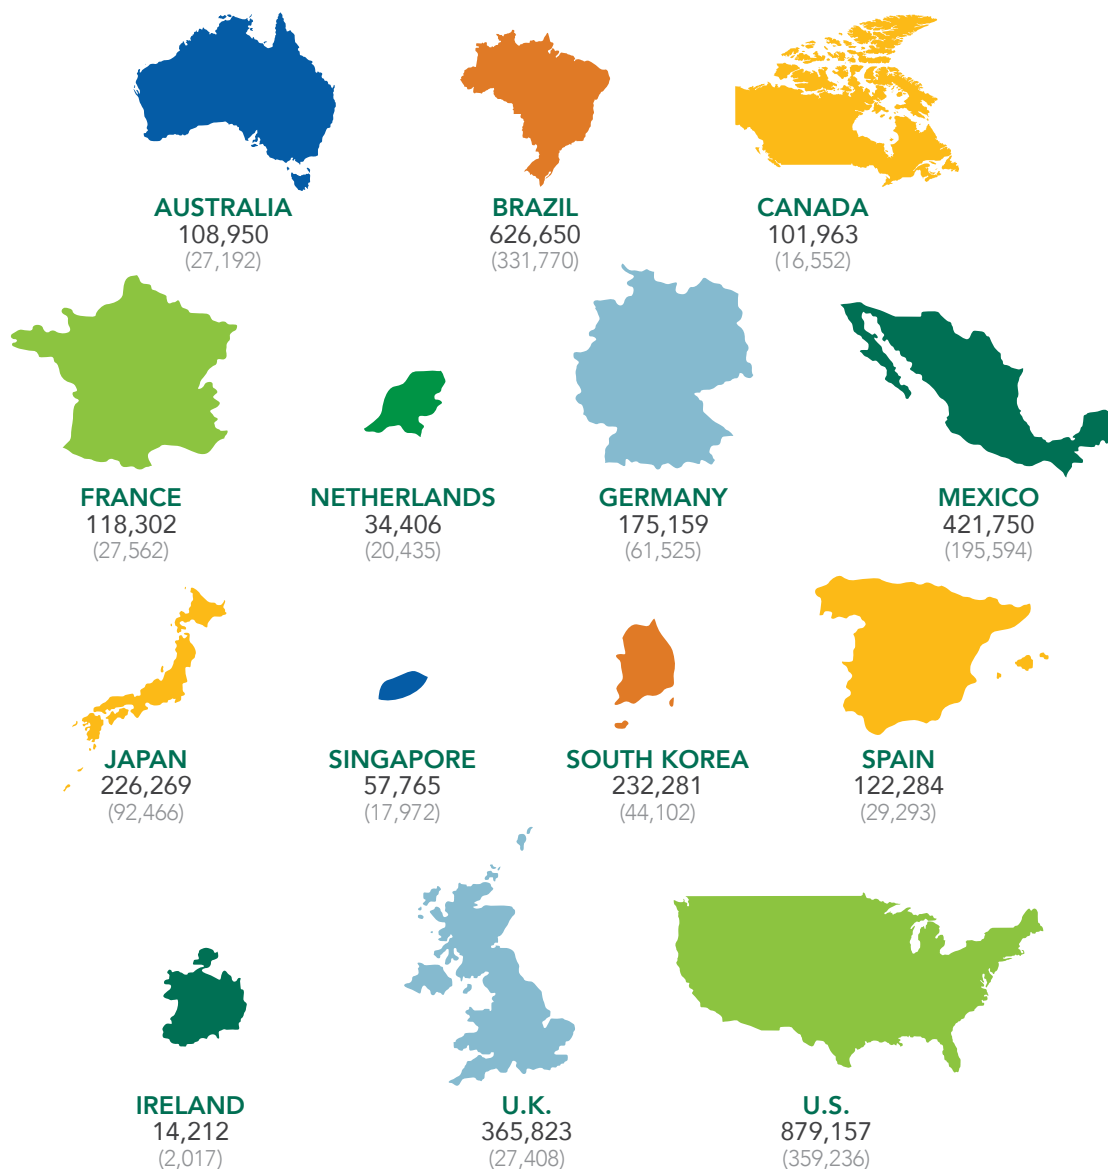 AUSTRALIA
108,950
(27,192)
BRAZIL
626,650
(331,770)
CANADA
101,963
(16,552)
FRANCE
118,302
(27,562)
NETHERLANDS
34,406
(20,435)
GERMANY
175,159
(61,525)
MEXICO
421,750
(195,594)
JAPAN
226,269
(92,466)
SINGAPORE
57,765
(17,972)
SOUTH KOREA
232,281
(44,102)
SPAIN
122,284
(29,293)
IRELAND
14,212
(2,017)
U.K.
365,823
(27,408)
U.S.
879,157
(359,236)